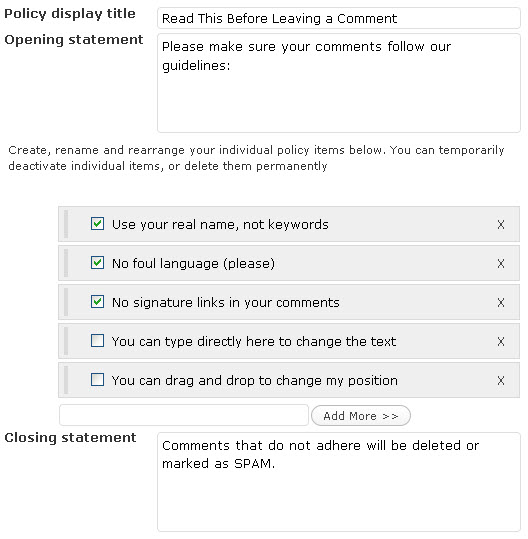 Policy display title
Read This Before Leaving a Comment
Opening statement
Please make sure your comments follow our
guidelines:
Create, rename and rearrange your individual policy items below. You can temporarily
deactivate individual items, or delete them permanently
Use your real name, not keywords X
No foul language (please) X
No signature links in your comments X
You can type directly here to change the text X
You can drag and drop to change my position X
Add More >>
Closing statement
Comments that do not adhere will be deleted or
marked as SPAM.